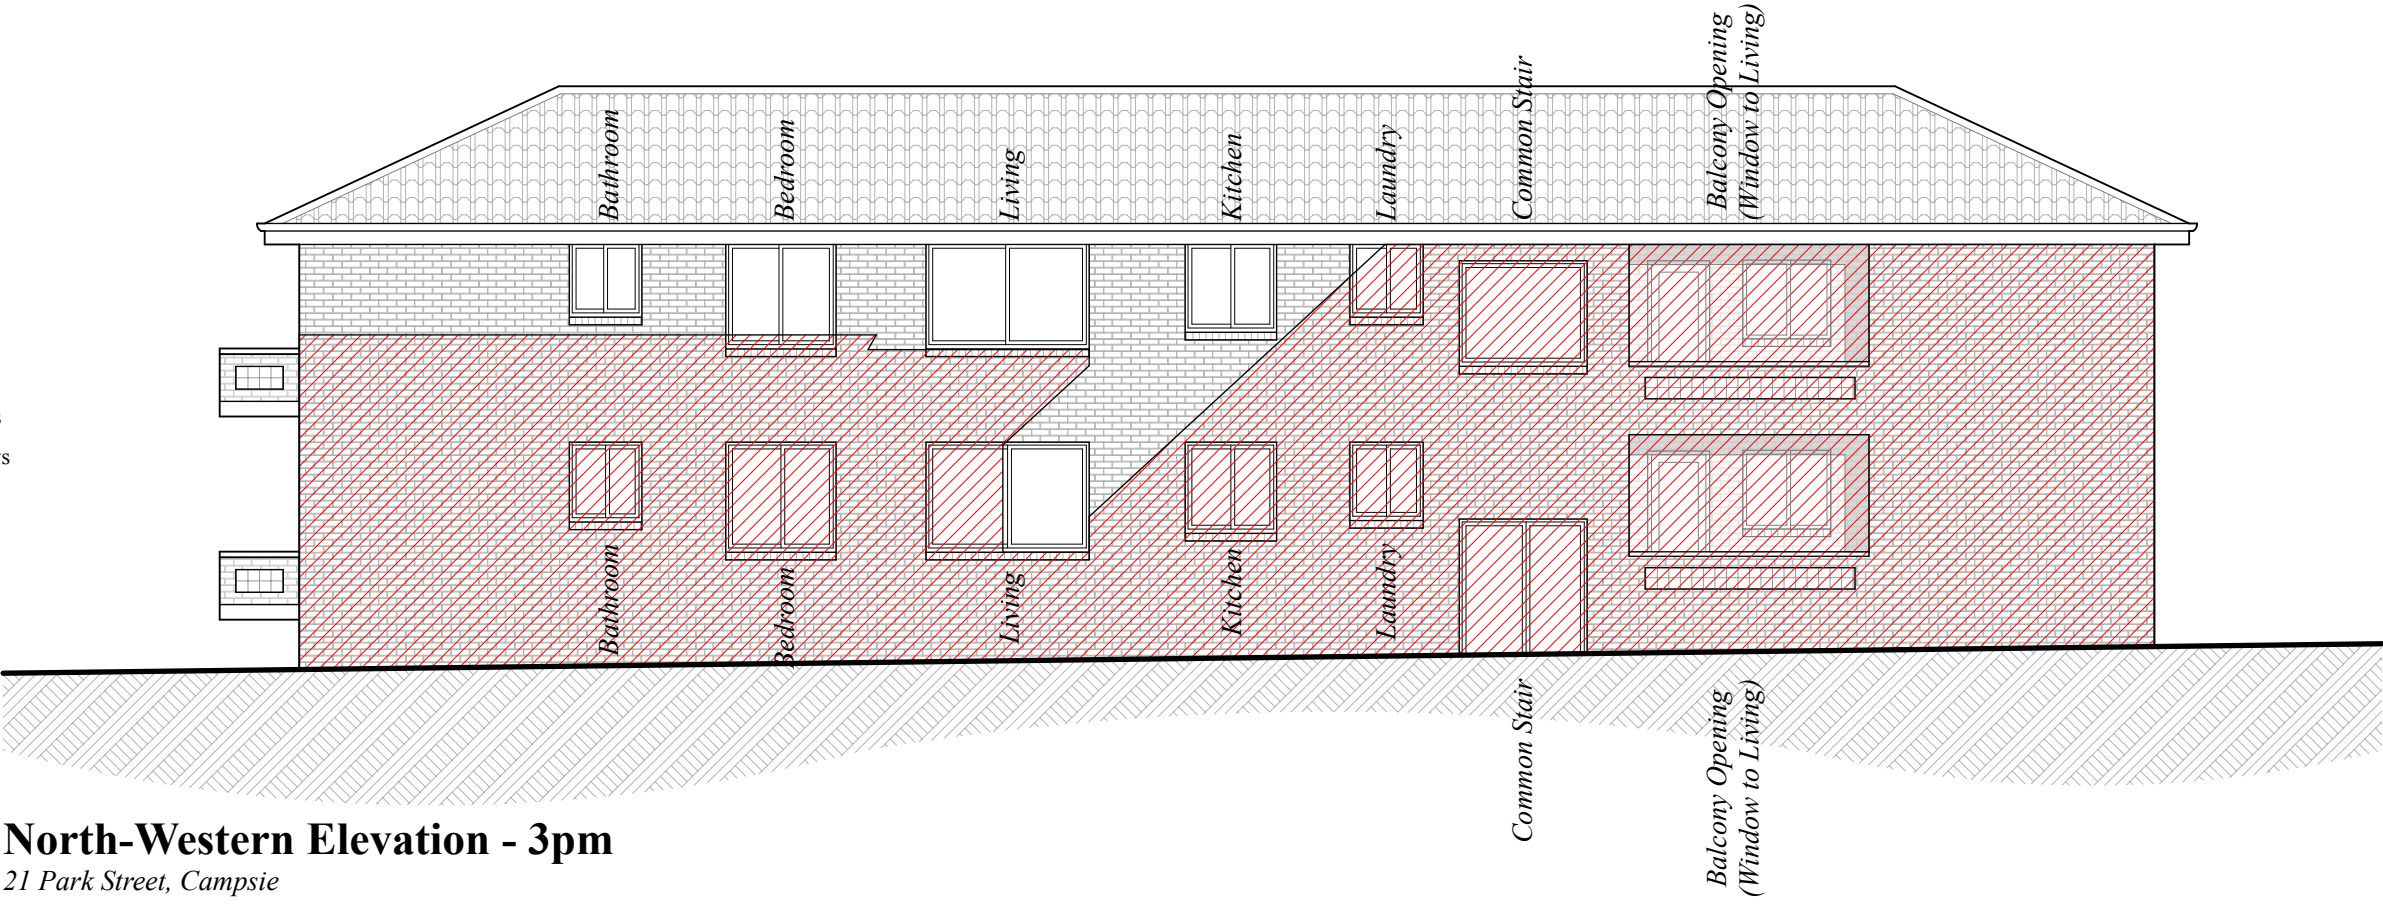 Bathroom
Bedroom
Living
Kitchen
Laundry
Common Stair
Balcony Opening
(Window to Living)
s
Bathroom
Bedroom
Living
Kitchen
Laundry
Common Stair
Balcony Opening
(Window to Living)
North-Western Elevation - 3pm
21 Park Street, Campsie